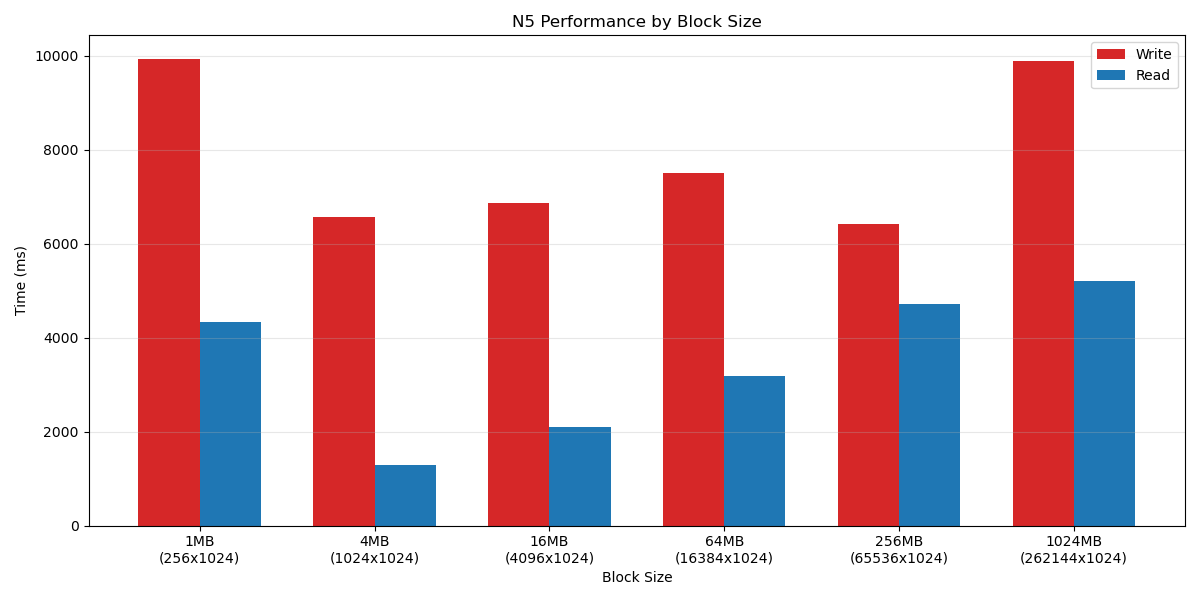 N5 Performance by Block Size
Write
Read
Time (ms)
10000
8000
6000
4000
2000
0
1MB
(256x1024)
4MB
(1024x1024)
16MB
(4096x1024)
64MB
(16384x1024)
256MB
(65536x1024)
1024MB
(262144x1024)
Block Size